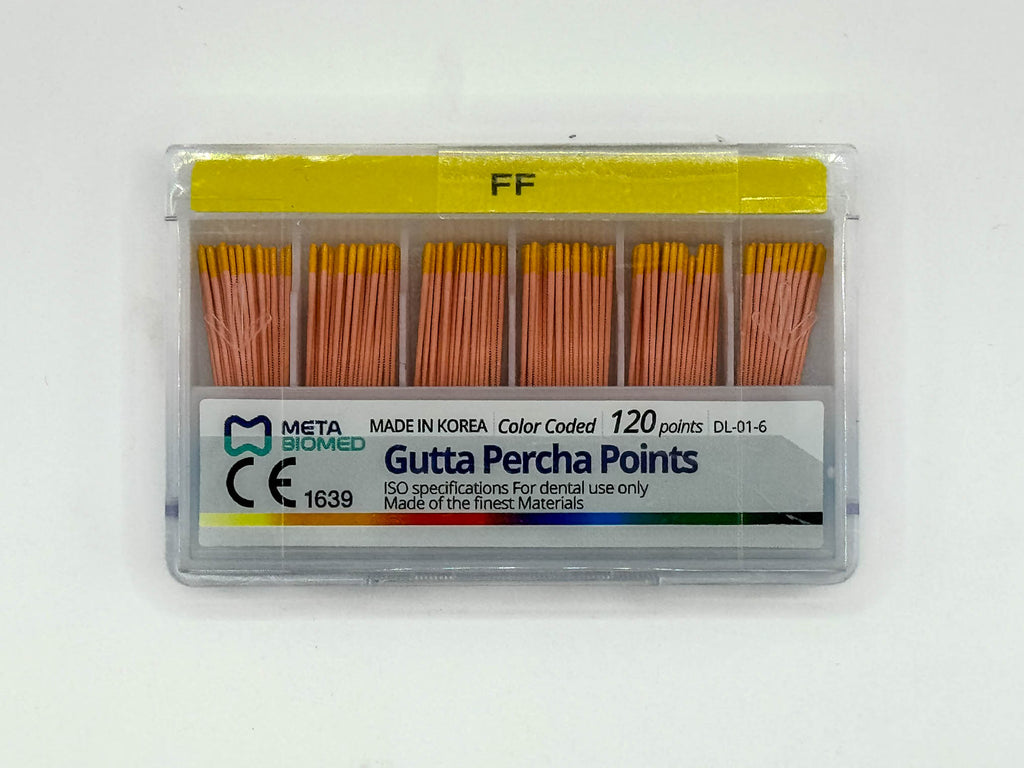 FF
META BIOMED
MADE IN KOREA Color Coded 120 points DL-01-6
Gutta Percha Points
CE 1639
ISO specifications For dental use only
Made of the finest Materials